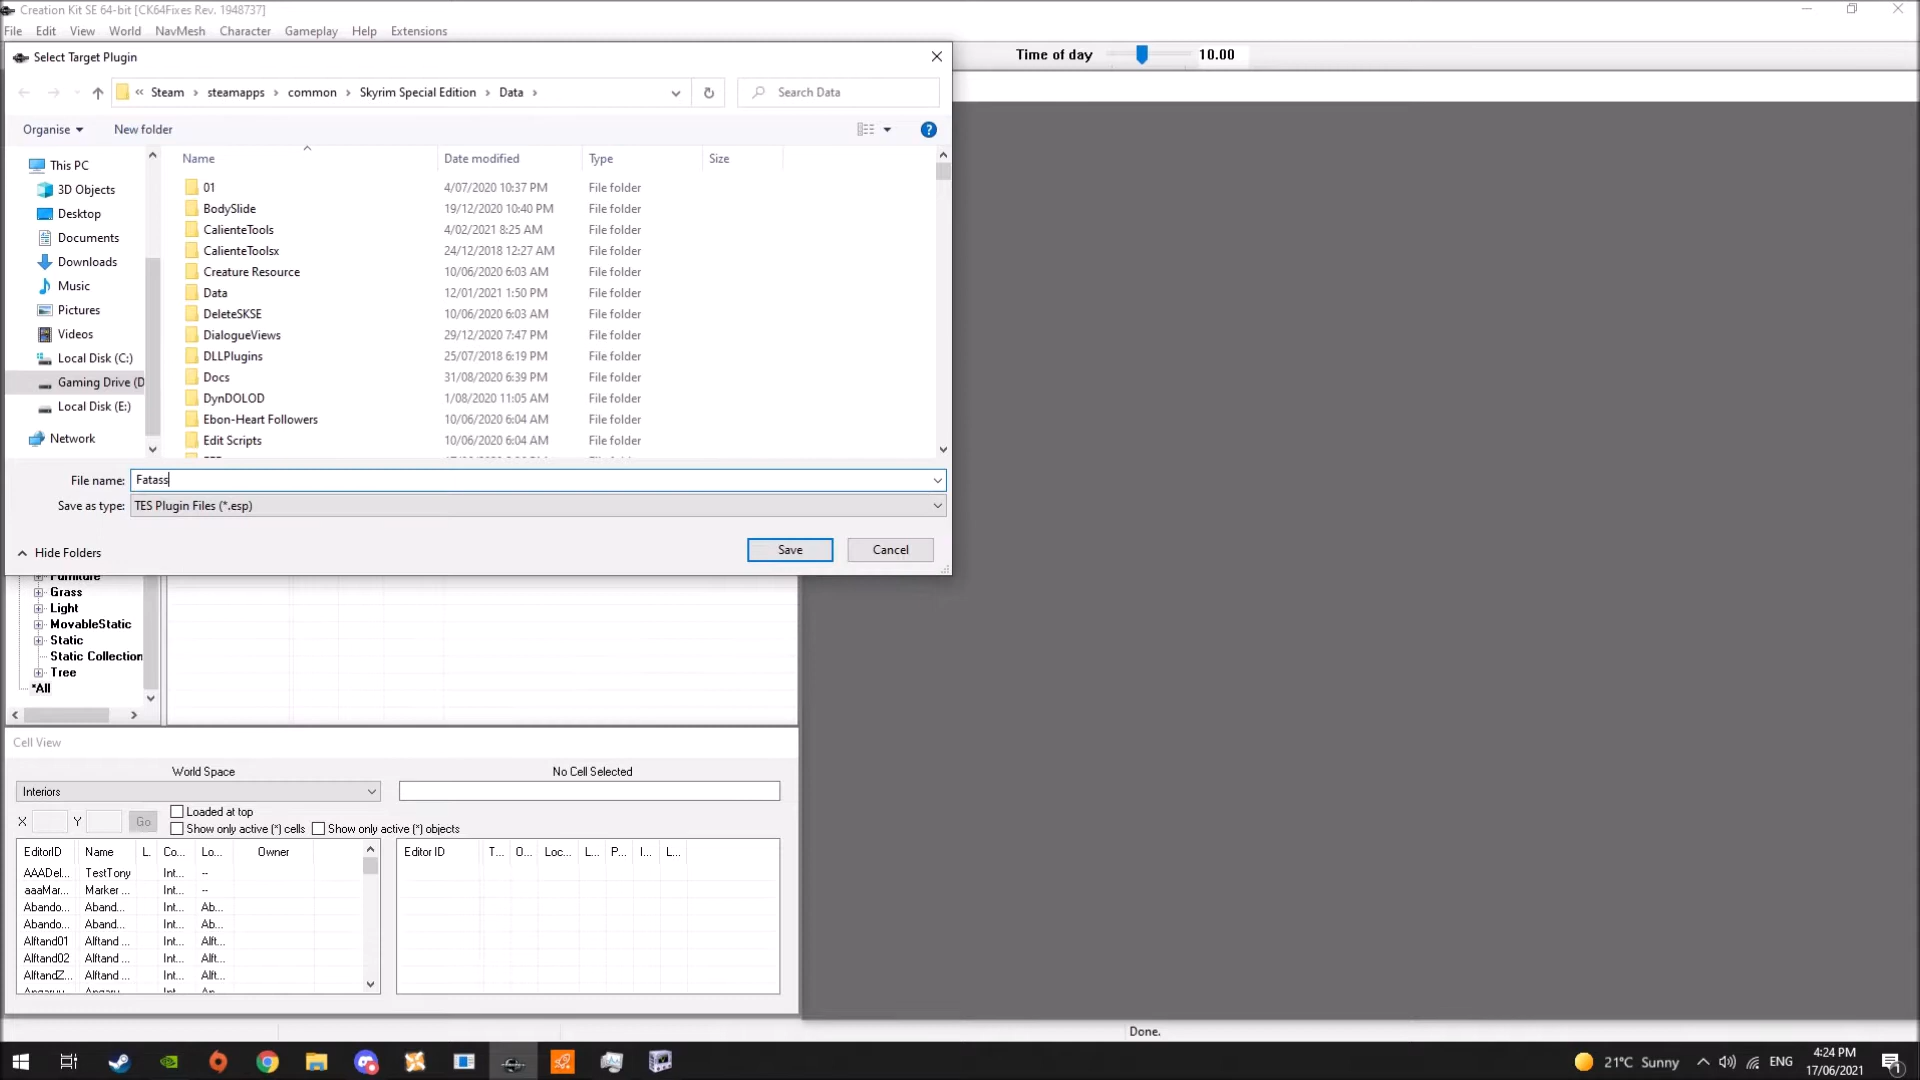 Creation Kit SE 64-bit [CK64Fixes Rev. 1948737]
File Edit View World NavMesh Character Gameplay Help Extensions
Select Target Plugin
Time of day 10.00
« Steam › steamapps › common › Skyrim Special Edition › Data ›
Search Data
Organise New folder
This PC
3D Objects
Desktop
Documents
Downloads
Music
Pictures
Videos
Local Disk (C:)
Gaming Drive (D
Local Disk (E:)
Network
Name Date modified Type Size
01 4/07/2020 10:37 PM File folder
BodySlide 19/12/2020 10:40 PM File folder
CalienteTools 4/02/2021 8:25 AM File folder
CalienteToolsx 24/12/2018 12:27 AM File folder
Creature Resource 10/06/2020 6:03 AM File folder
Data 12/01/2021 1:50 PM File folder
DeleteSKSE 10/06/2020 6:03 AM File folder
DialogueViews 29/12/2020 7:47 PM File folder
DLLPlugins 25/07/2018 6:19 PM File folder
Docs 31/08/2020 6:39 PM File folder
DynDOLOD 1/08/2020 11:05 AM File folder
Ebon-Heart Followers 10/06/2020 6:04 AM File folder
Edit Scripts 10/06/2020 6:04 AM File folder
File name: Fatass
Save as type: TES Plugin Files (*.esp)
Hide Folders
Save Cancel
Furniture
Grass
Light
MovableStatic
Static
Static Collection
Tree
*All
Cell View
World Space
No Cell Selected
Interiors
X Y Go
Loaded at top
Show only active (*) cells Show only active (*) objects
EditorID Name L. Co... Lo... Owner
AAADel... TestTony Int... --
aaaMar... Marker ... Int... --
Abando... Aband... Int... Ab...
Abando... Aband... Int... Ab...
Alftand01 Alftand ... Int... Alft...
Alftand02 Alftand ... Int... Alft...
AlftandZ... Alftand ... Int... Alft...
Editor ID T... O... Loc... L... P... I... L...
Done.
21°C Sunny
ENG
4:24 PM
17/06/2021
1